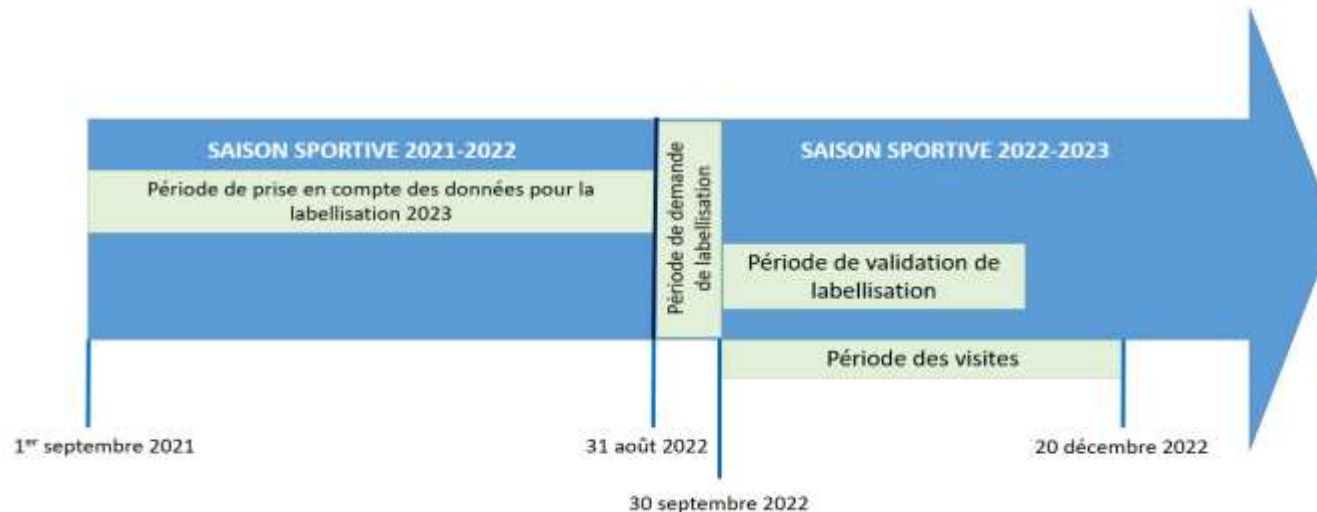 SAISON SPORTIVE 2021-2022
Période de prise en compte des données pour la
labellisation 2023
Période de demande
de labellisation
SAISON SPORTIVE 2022-2023
Période de validation de
labellisation
Période des visites
1er septembre 2021
31 août 2022
20 décembre 2022
30 septembre 2022